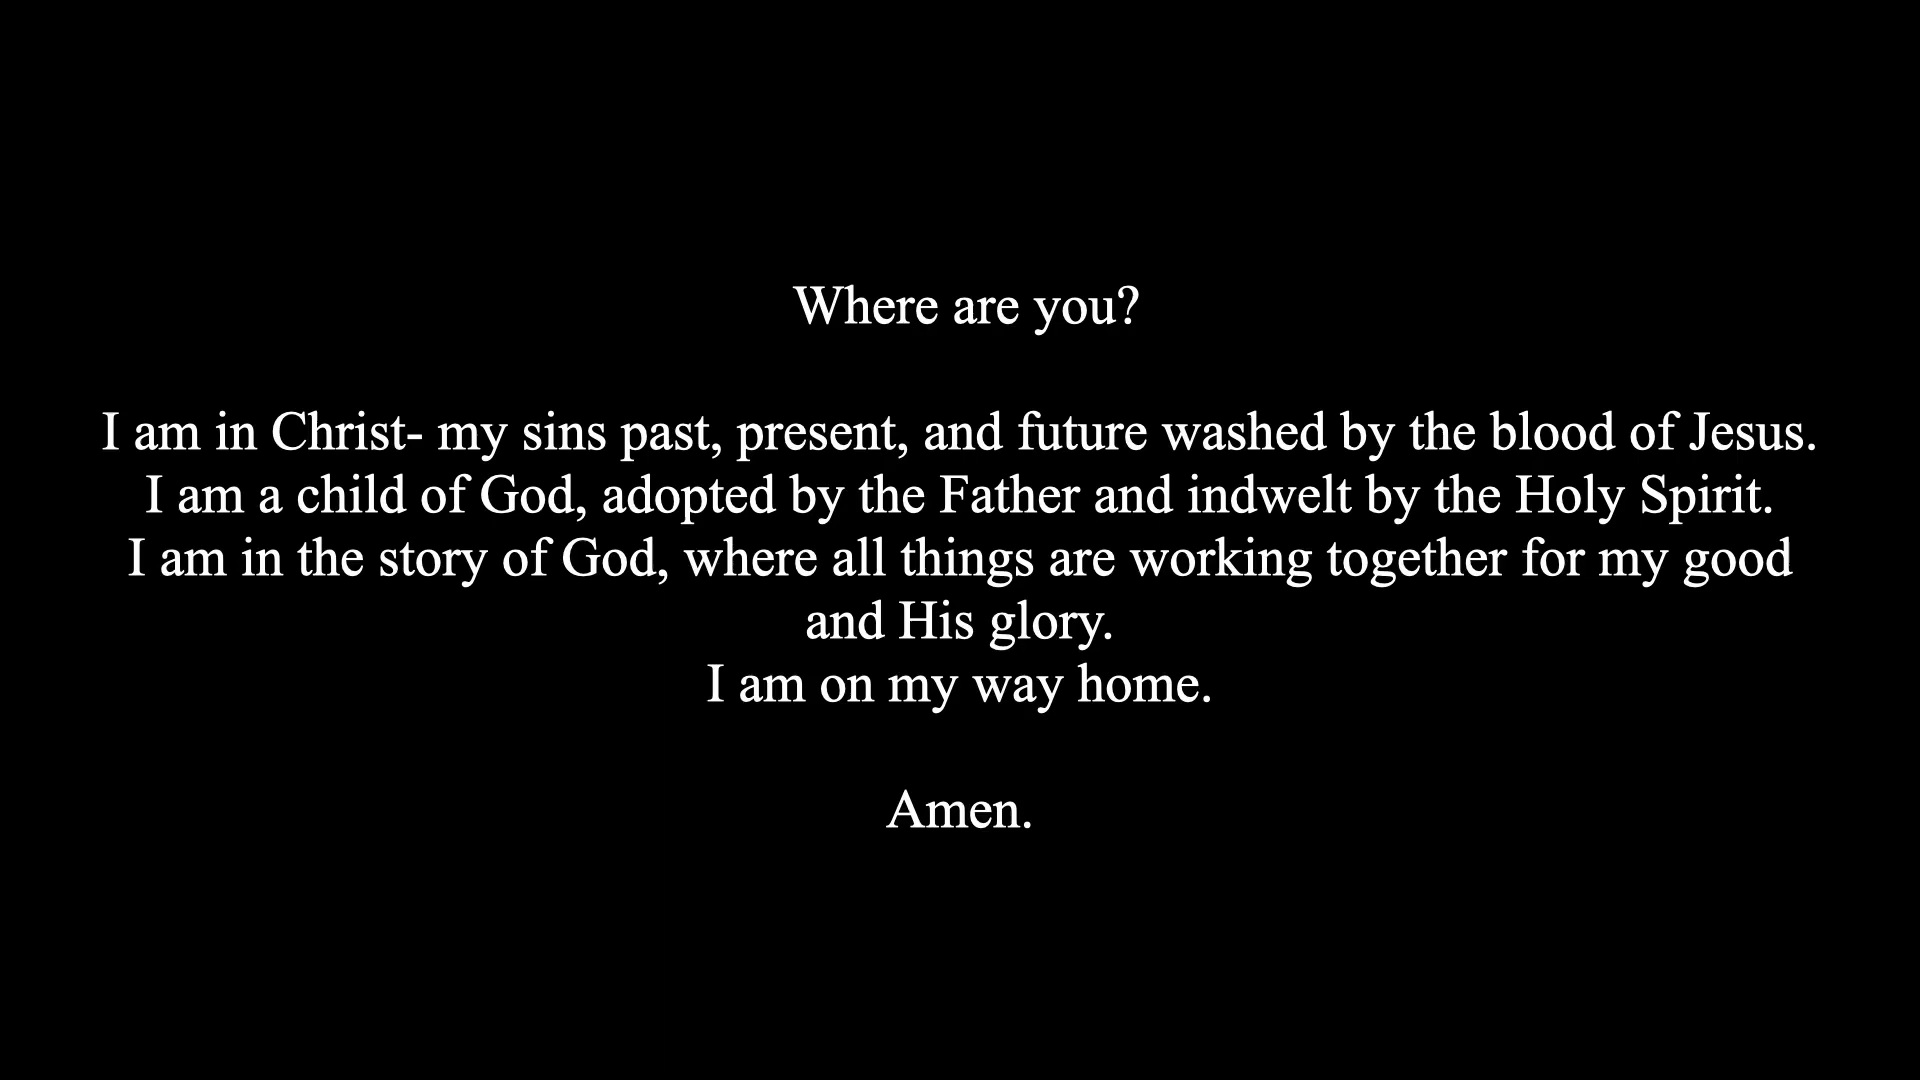 Where are you?
I am in Christ- my sins past, present, and future washed by the blood of Jesus.
I am a child of God, adopted by the Father and indwelt by the Holy Spirit.
I am in the story of God, where all things are working together for my good
and His glory.
I am on my way home.
Amen.